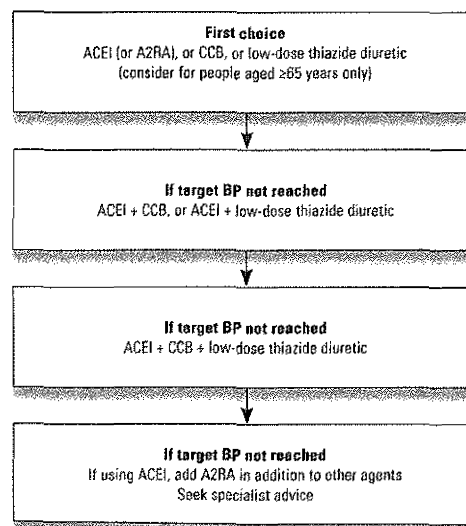 First choice
ACEI (or A2RA), or CCB, or low-dose thiazide diuretic
(consider for people aged ≥65 years only)
If target BP not reached
ACEI + CCB, or ACEI + low-dose thiazide diuretic
If target BP not reached
ACEI + CCB + low-dose thiazide diuretic
If target BP not reached
If using ACEI, add A2RA in addition to other agents
Seek specialist advice